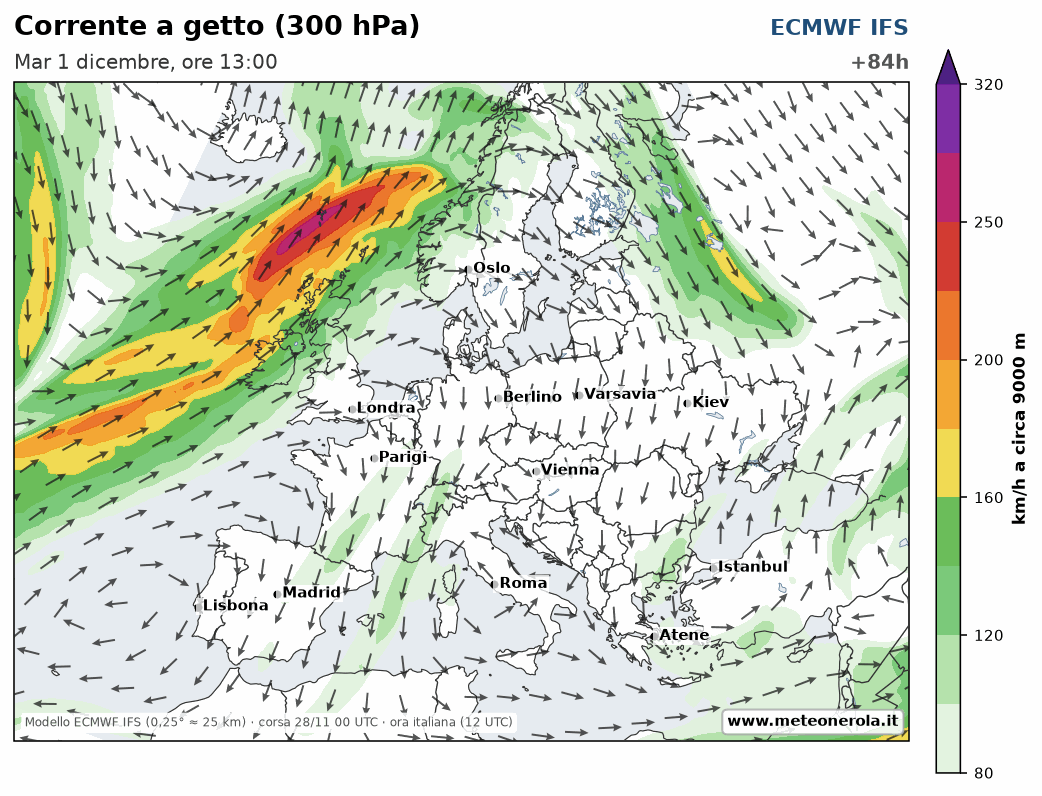 Corrente a getto (300 hPa)
ECMWF IFS
Mar 1 dicembre, ore 13:00
+84h
320
250
200
160
120
80
km/h a circa 9000 m
Oslo
Berlino
Varsavia
Kiev
Londra
Parigi
Vienna
Istanbul
Roma
Madrid
Lisbona
Atene
Modello ECMWF IFS (0,25° ≈ 25 km) · corsa 28/11 00 UTC · ora italiana (12 UTC)
www.meteonerola.it